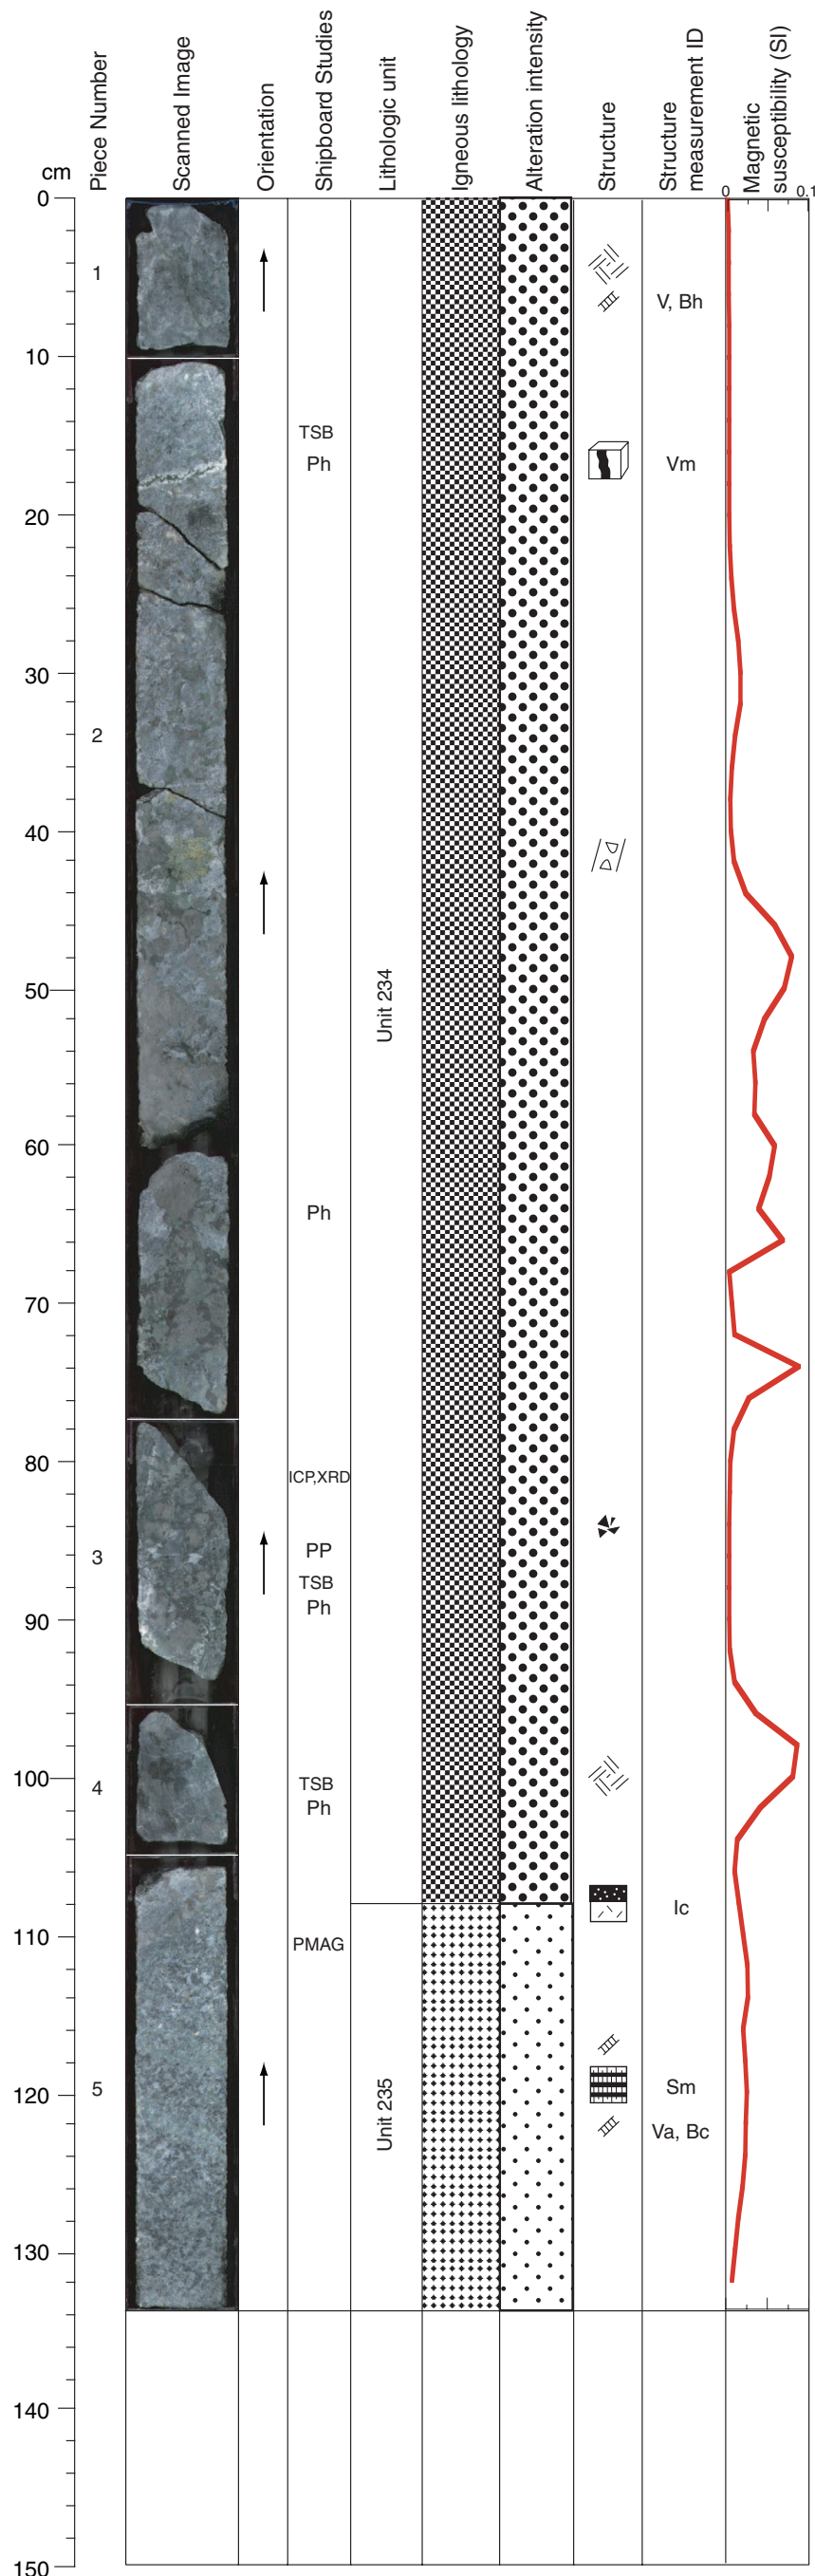 cm
Piece Number
Scanned Image
Orientation
Shipboard Studies
Lithologic unit
Igneous lithology
Alteration intensity
Structure
Structure
measurement ID
Magnetic
susceptibility (SI)
0 0.1
0
1
V, Bh
10
TSB
Ph
Vm
20
30
2
40
50
Unit 234
60
Ph
70
80
ICP,XRD
3
PP
TSB
Ph
90
100
4
TSB
Ph
Ic
110
PMAG
120
5
Unit 235
Sm
Va, Bc
130
140
150